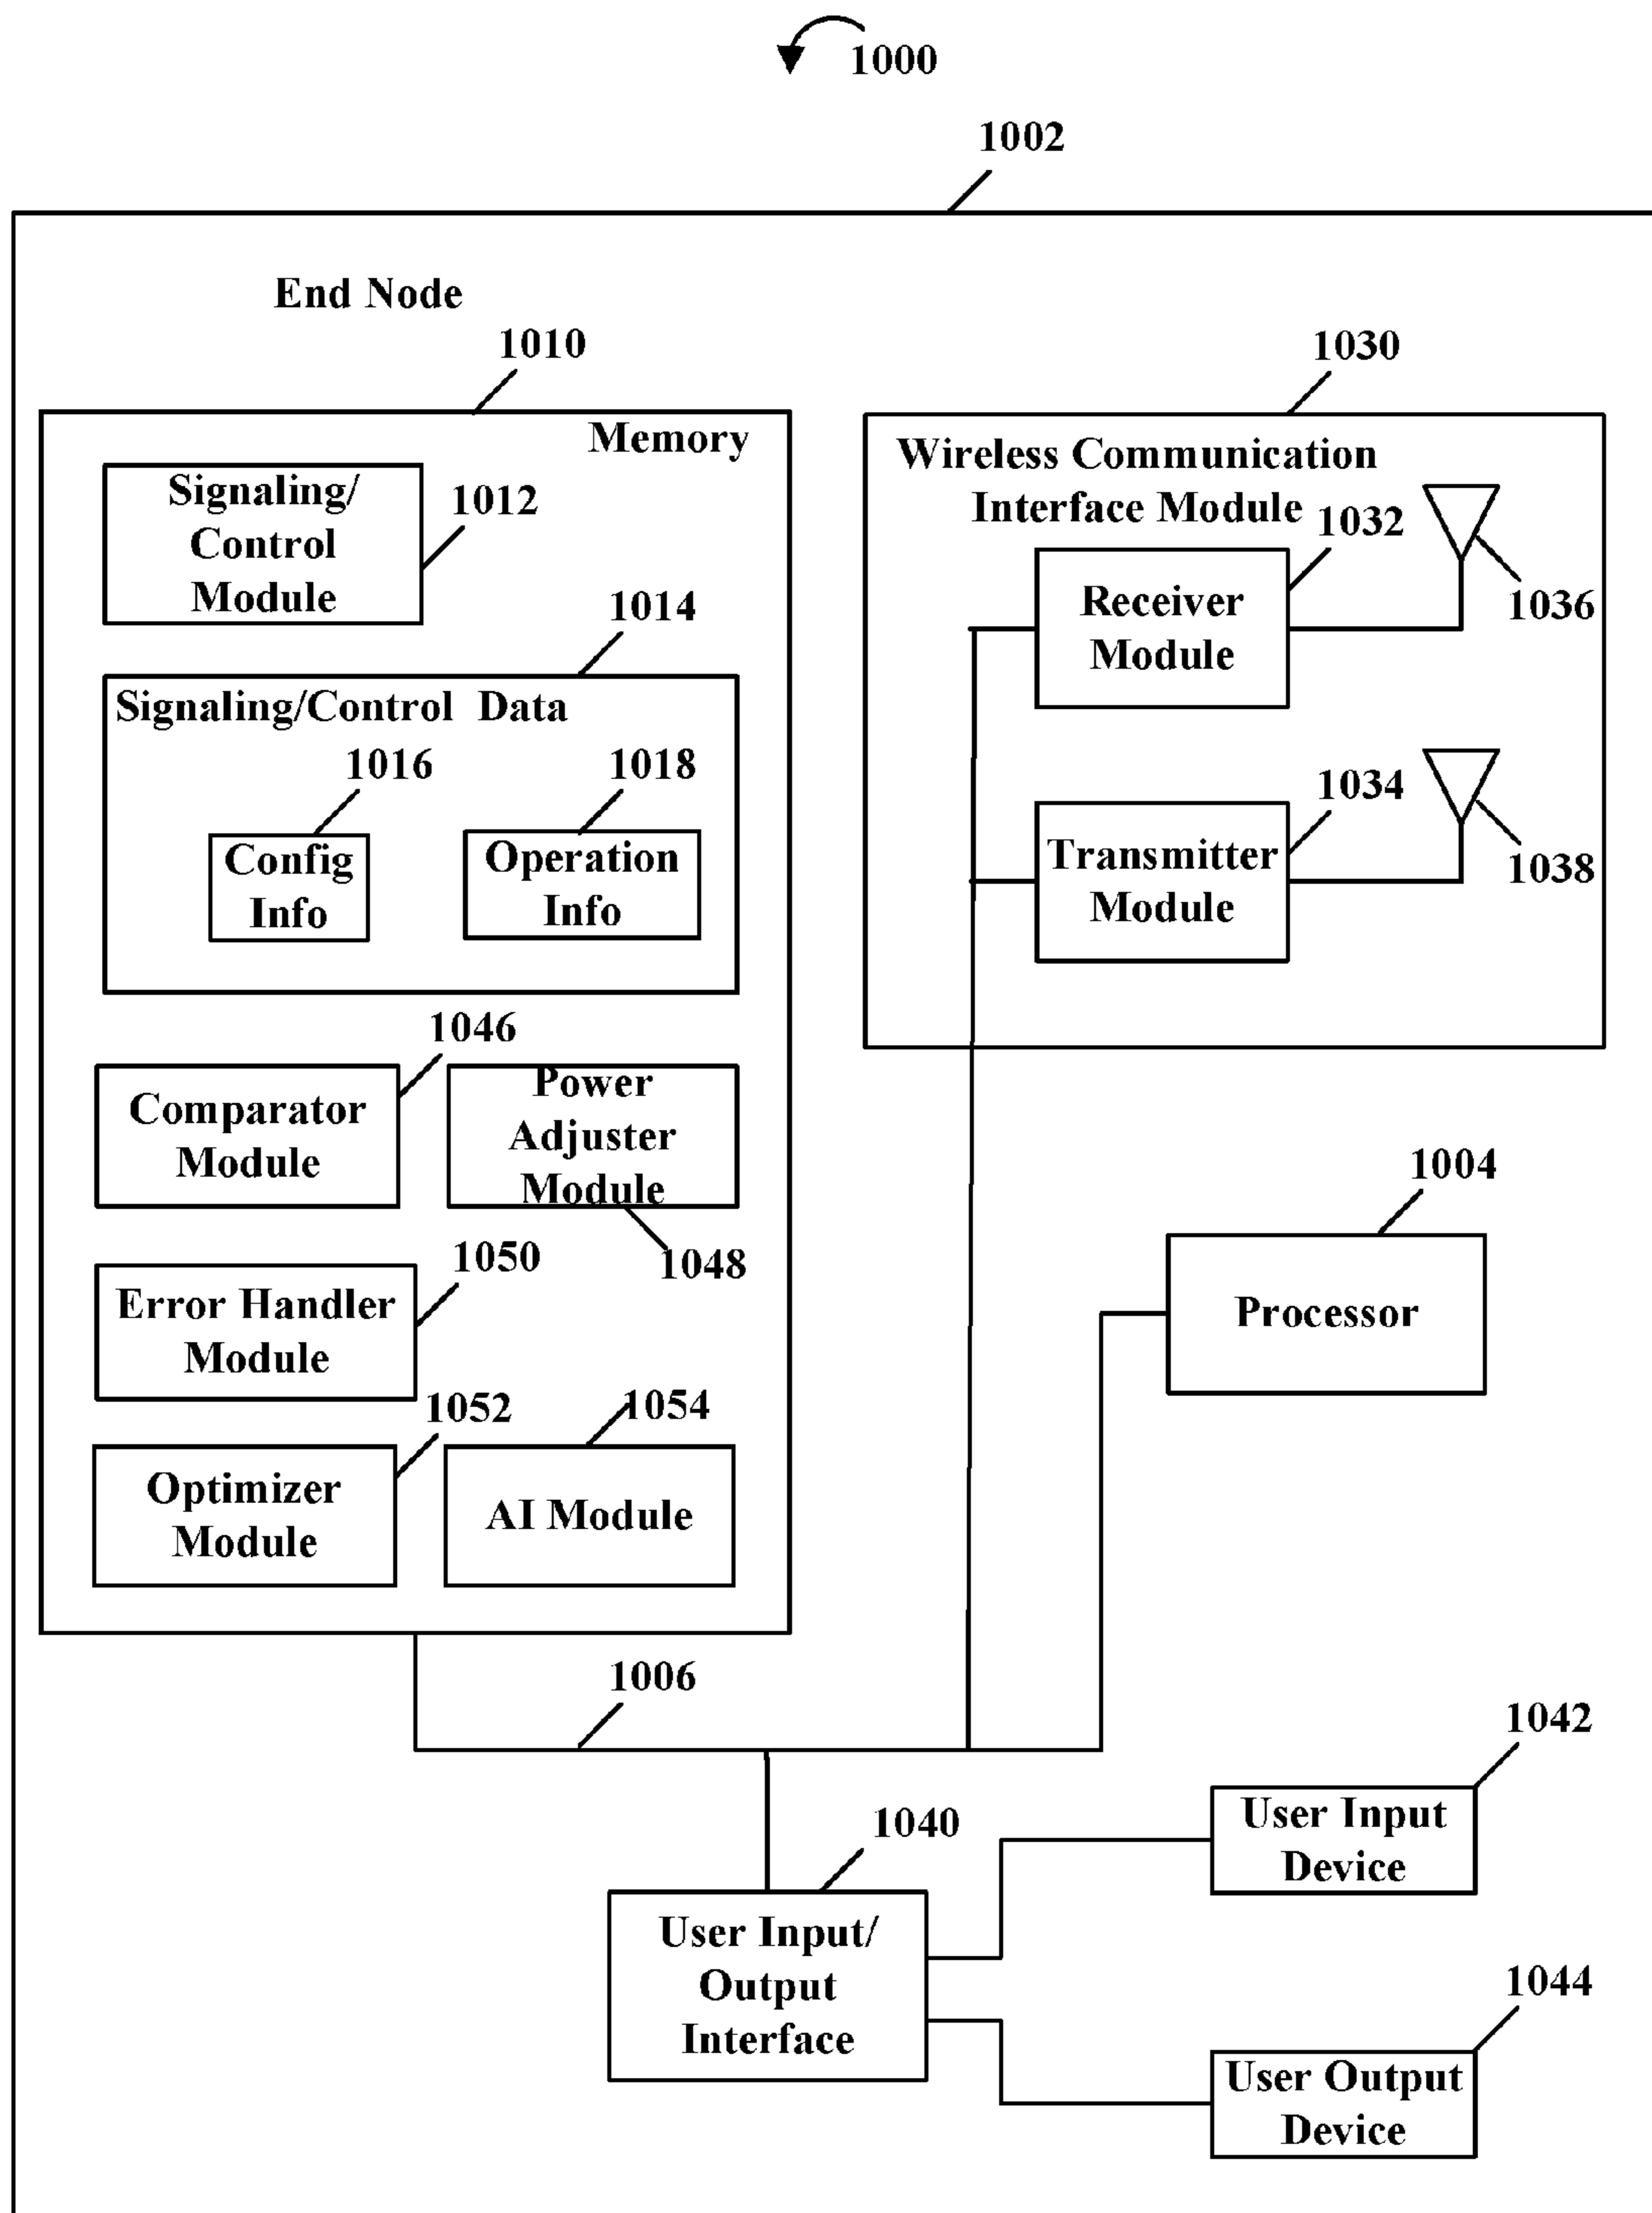 1000
1002
End Node
1010
Memory
Signaling/
Control
Module
1012
1014
Signaling/Control Data
1016
1018
Config
Info
Operation
Info
1046
Comparator
Module
Power
Adjuster
Module
1048
1050
Error Handler
Module
1052
1054
Optimizer
Module
AI Module
1030
Wireless Communication
Interface Module
1032
Receiver
Module
1036
1034
Transmitter
Module
1038
1004
Processor
1006
1040
User Input/
Output
Interface
1042
User Input
Device
1044
User Output
Device